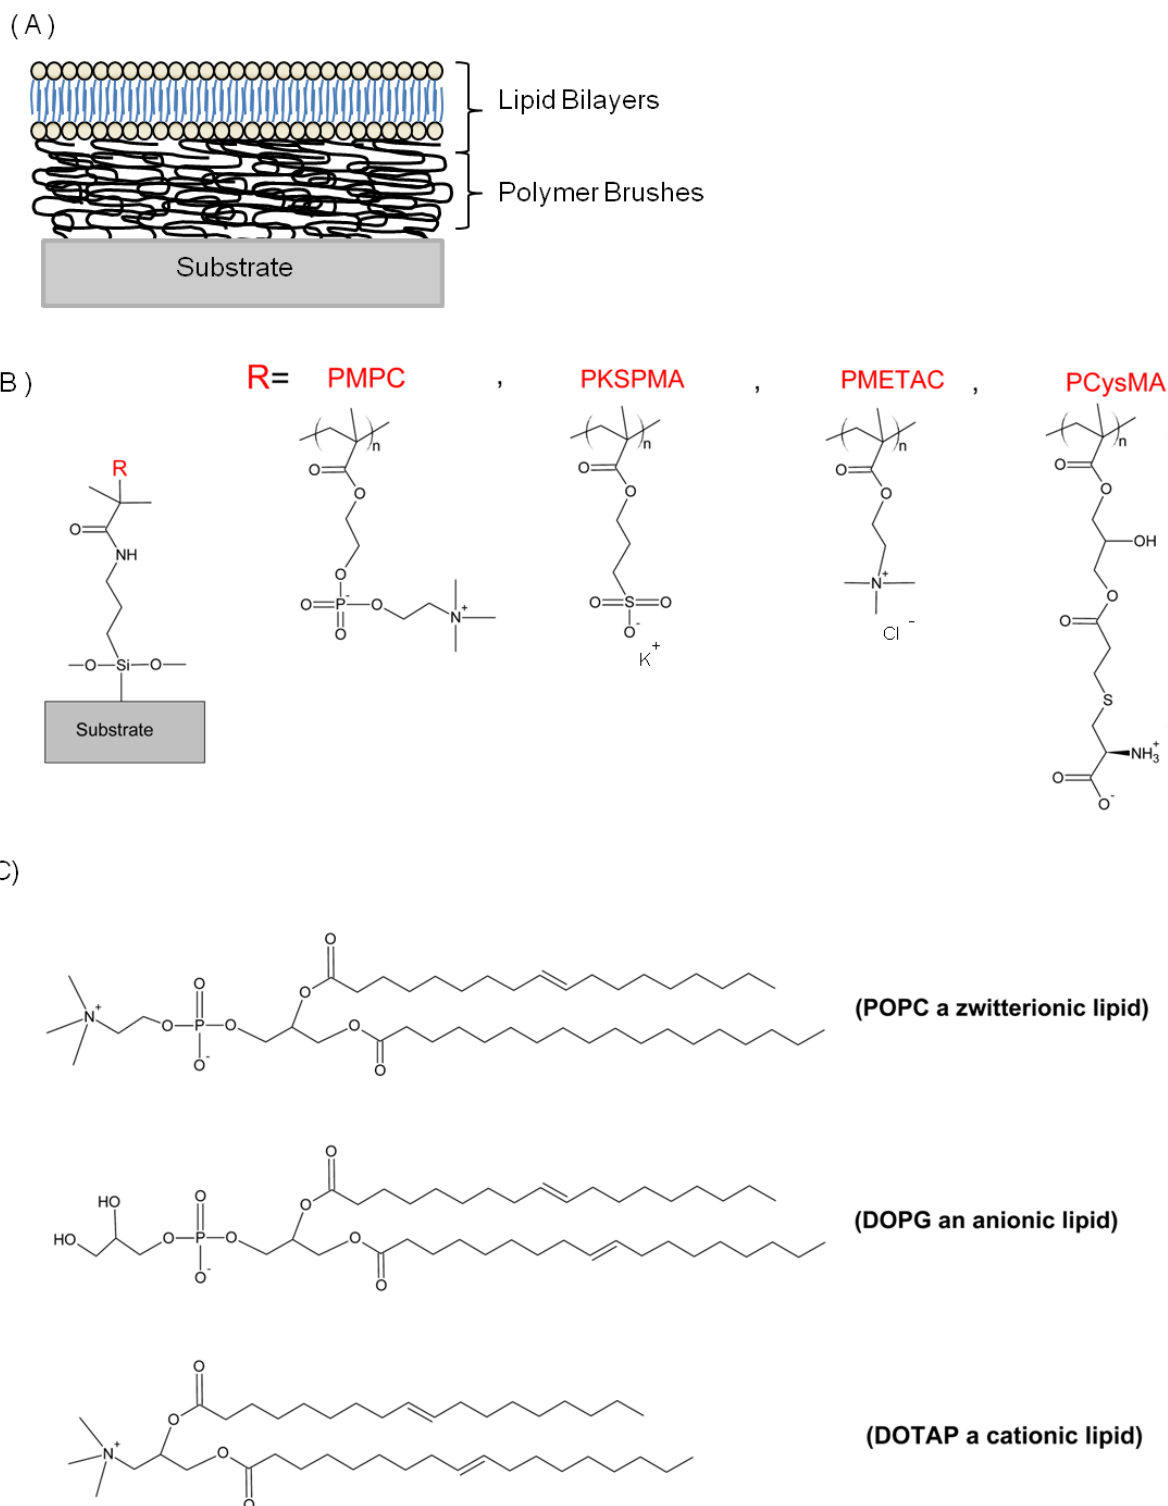 ( A )
Lipid Bilayers
Polymer Brushes
Substrate
B )
R= PMPC , PKSPMA , PMETAC , PCysMA
n n n n
O O O O
O O O O
R
O
NH
O Si O
Substrate
OH
O
O P- O
O
N+
O S O
O-
K+
N+
Cl -
O
O
S
NH3+
O
O-
C)
O
O
O
N+ O P O
O-
O
O
(POPC a zwitterionic lipid)
O
HO
O
O
HO O P O
O-
O
O
(DOPG an anionic lipid)
O
O
N+
O
O
(DOTAP a cationic lipid)